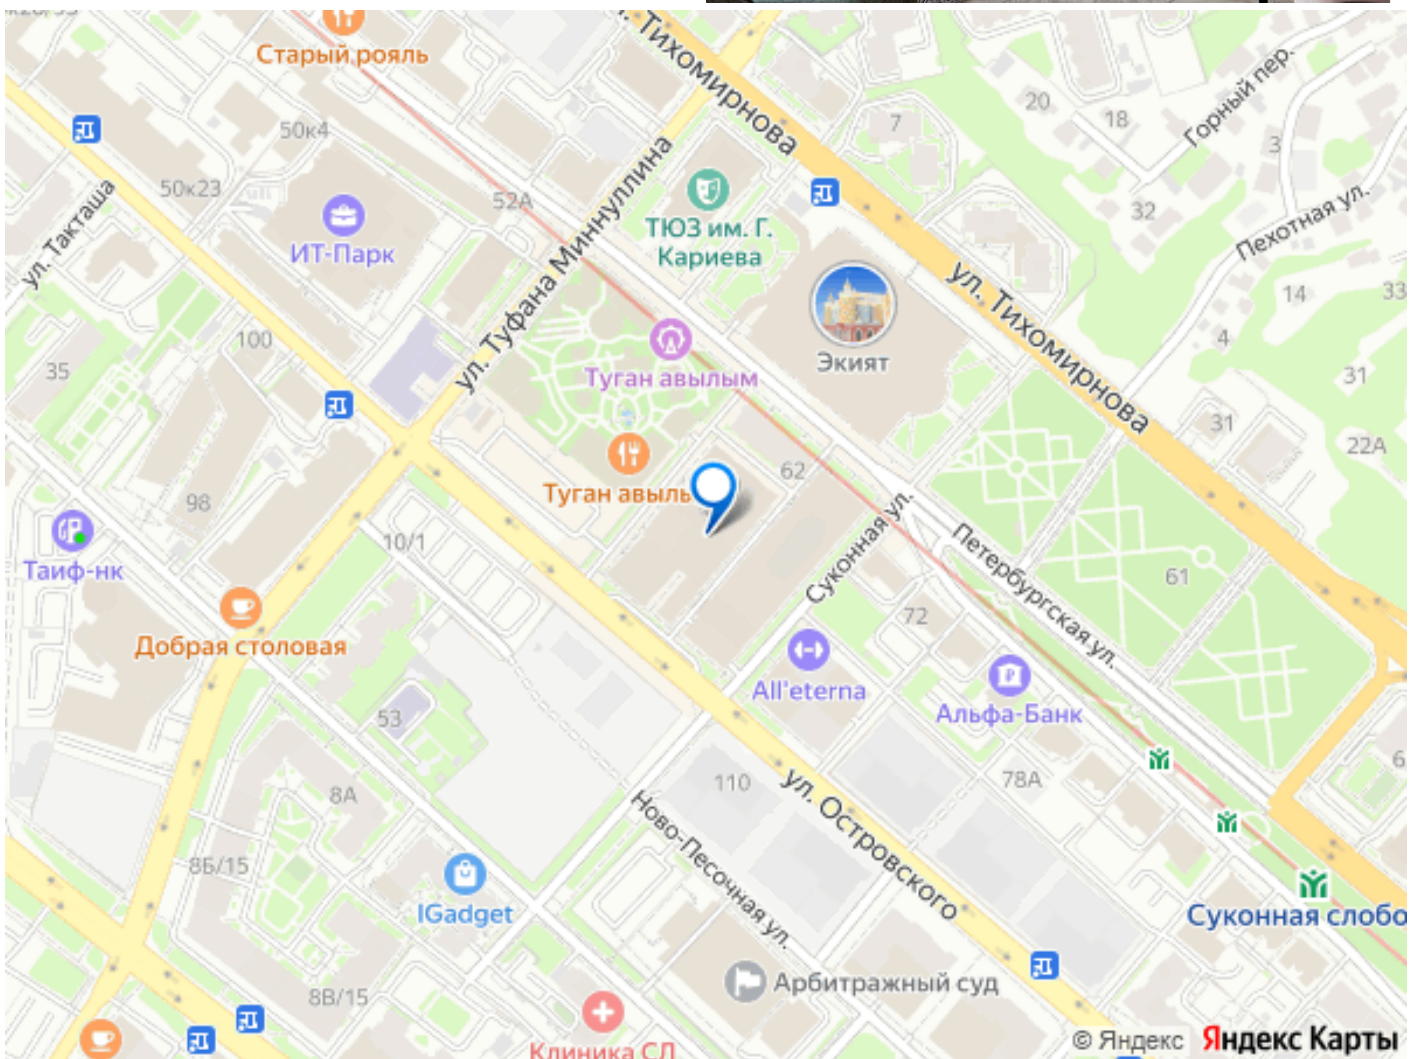 Старый рояль
ул. Тихомирнова
Горный пер.
20
18
7
3
50к4
50к23
52А
32
Пехотная ул.
ул. Такташа
ИТ-Парк
ул. Туфана Миннуллина
ТЮЗ им. Г.
Кариева
ул. Тихомирнова
14
33
4
100
35
Экият
Туган авылым
31
31
22А
62
Туган авыль
98
Таиф-нк
10/1
Суконная ул.
Петербургская ул.
61
72
Добрая столовая
All'eterna
Альфа-Банк
53
110
78А
6
8А
ул. Островского
Ново-Песочная ул.
8Б/15
IGadget
Суконная слобо
Арбитражный суд
8В/15
Клиника СЛ
© Яндекс Яндекс Карты